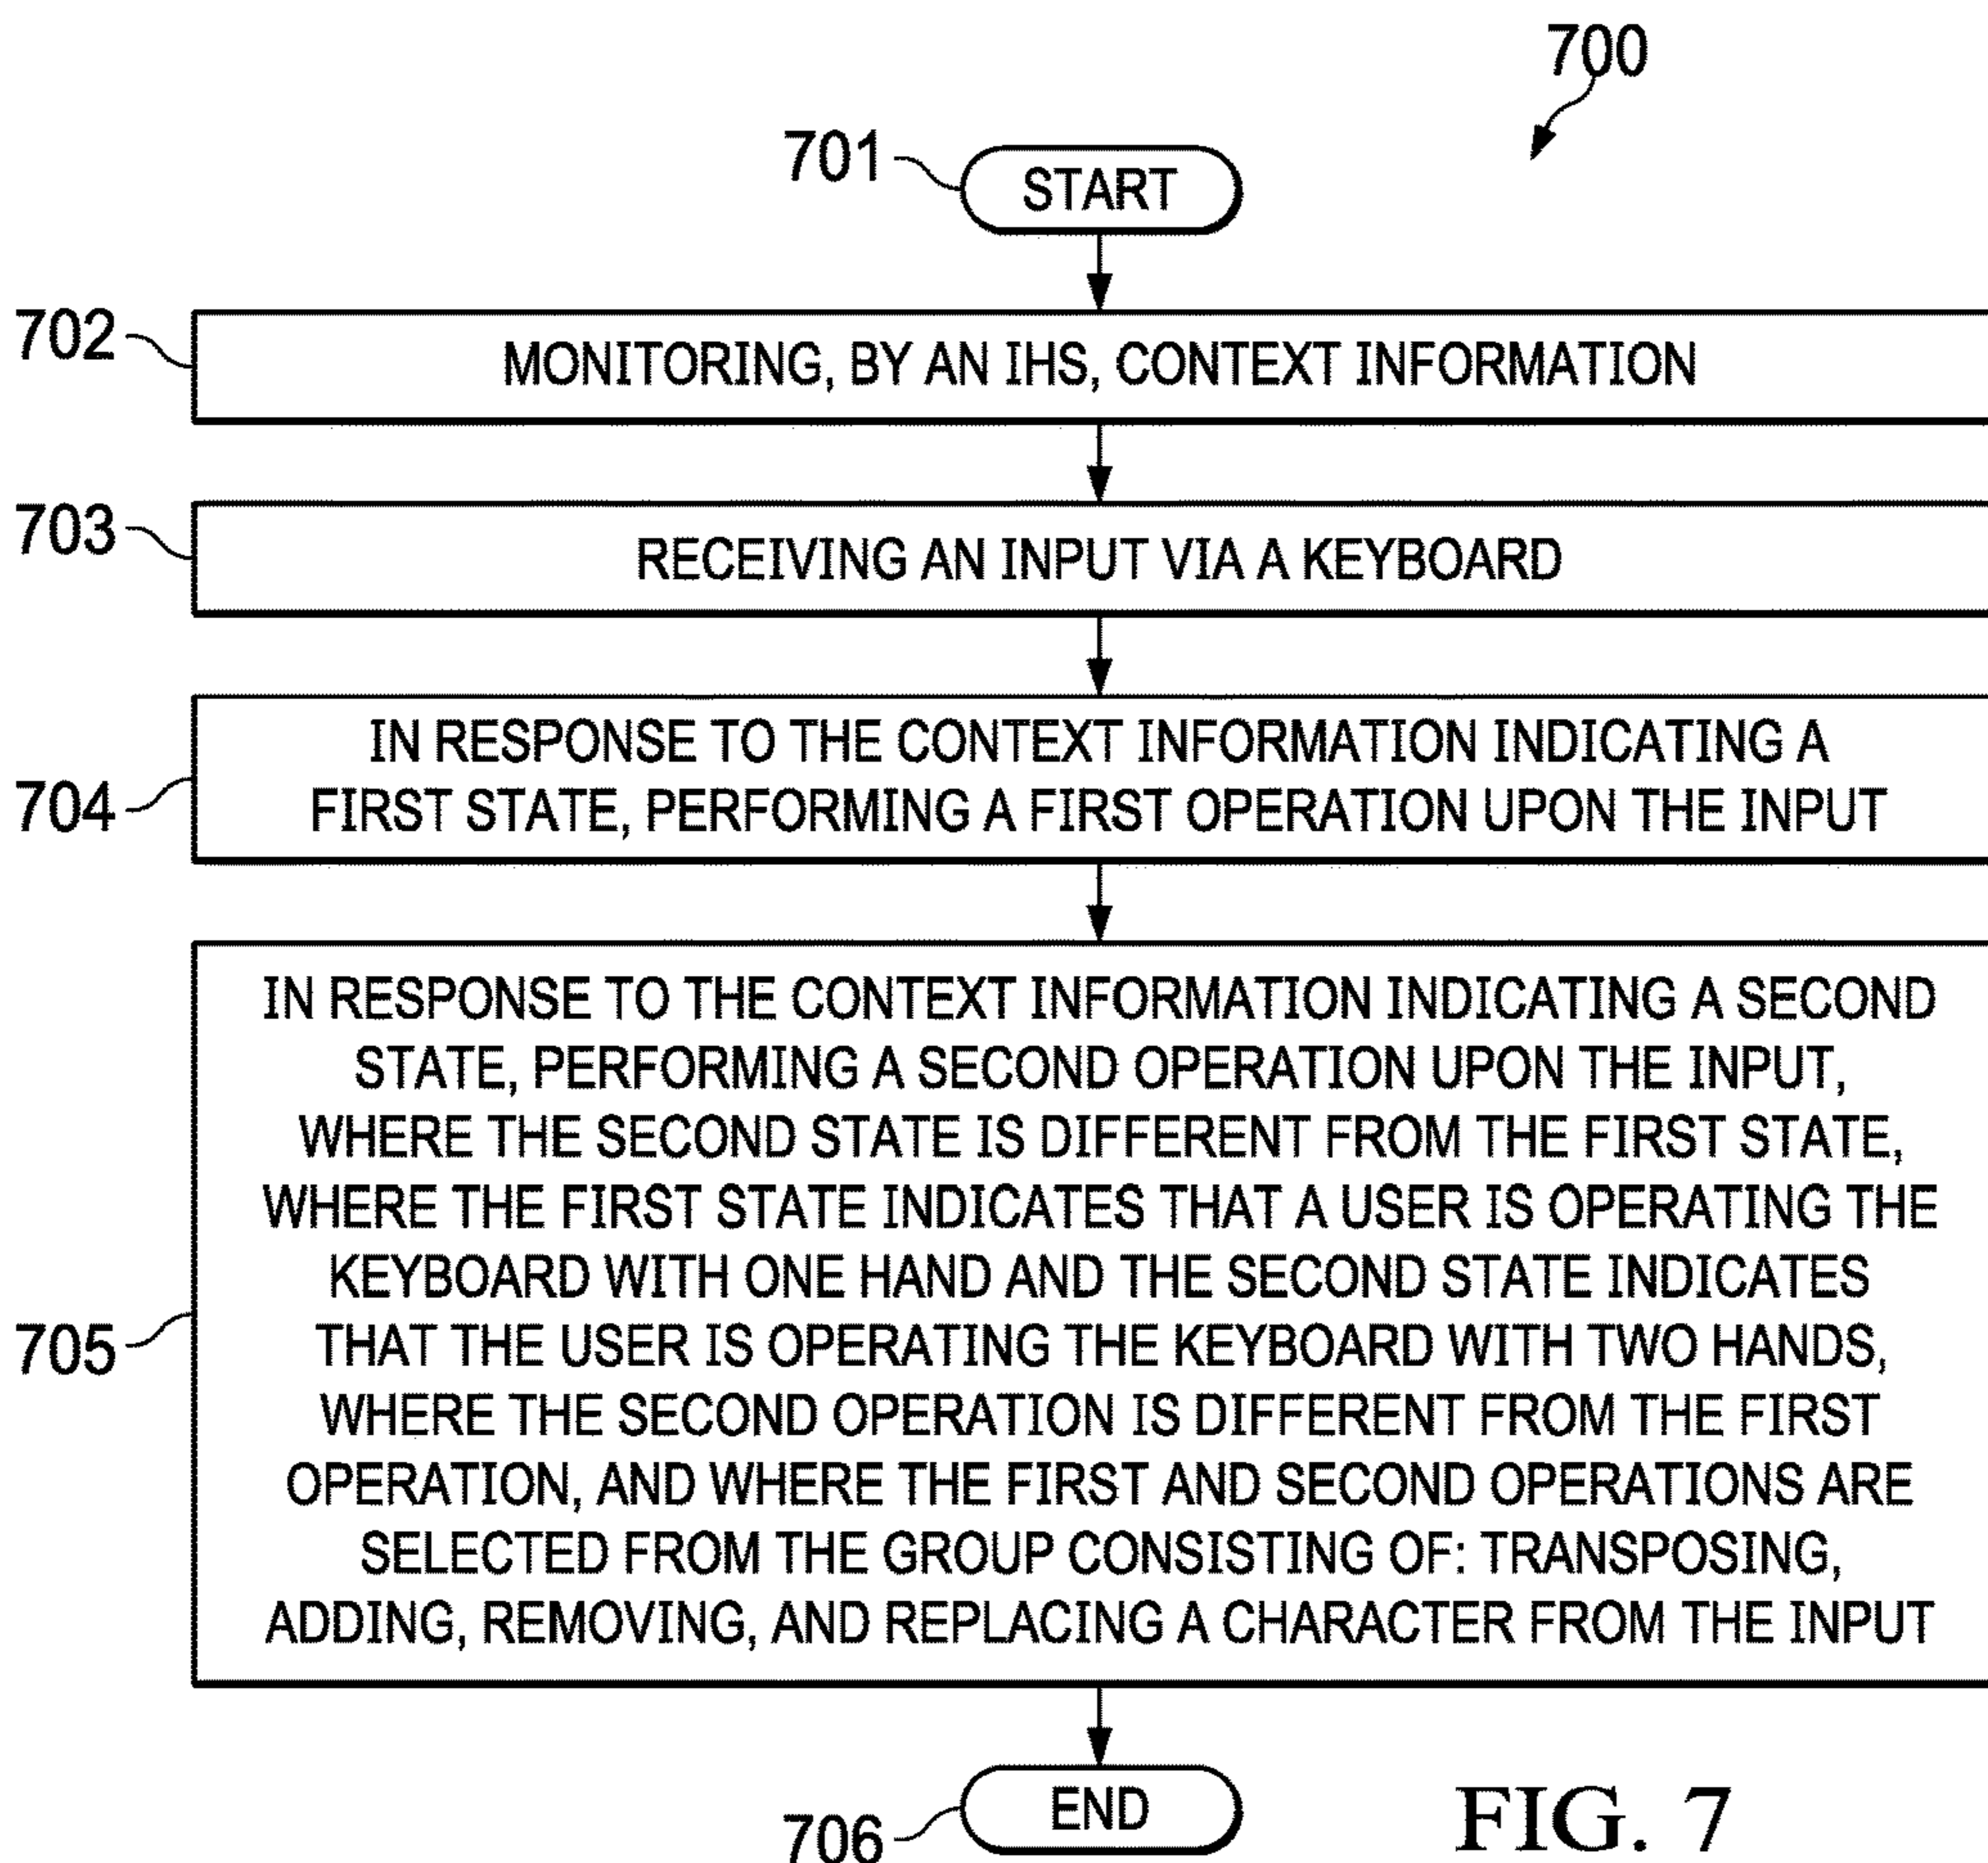 700
701
START
702
MONITORING, BY AN IHS, CONTEXT INFORMATION
703
RECEIVING AN INPUT VIA A KEYBOARD
704
IN RESPONSE TO THE CONTEXT INFORMATION INDICATING A
FIRST STATE, PERFORMING A FIRST OPERATION UPON THE INPUT
705
IN RESPONSE TO THE CONTEXT INFORMATION INDICATING A SECOND
STATE, PERFORMING A SECOND OPERATION UPON THE INPUT,
WHERE THE SECOND STATE IS DIFFERENT FROM THE FIRST STATE,
WHERE THE FIRST STATE INDICATES THAT A USER IS OPERATING THE
KEYBOARD WITH ONE HAND AND THE SECOND STATE INDICATES
THAT THE USER IS OPERATING THE KEYBOARD WITH TWO HANDS,
WHERE THE SECOND OPERATION IS DIFFERENT FROM THE FIRST
OPERATION, AND WHERE THE FIRST AND SECOND OPERATIONS ARE
SELECTED FROM THE GROUP CONSISTING OF: TRANSPOSING,
ADDING, REMOVING, AND REPLACING A CHARACTER FROM THE INPUT
706
END
FIG. 7